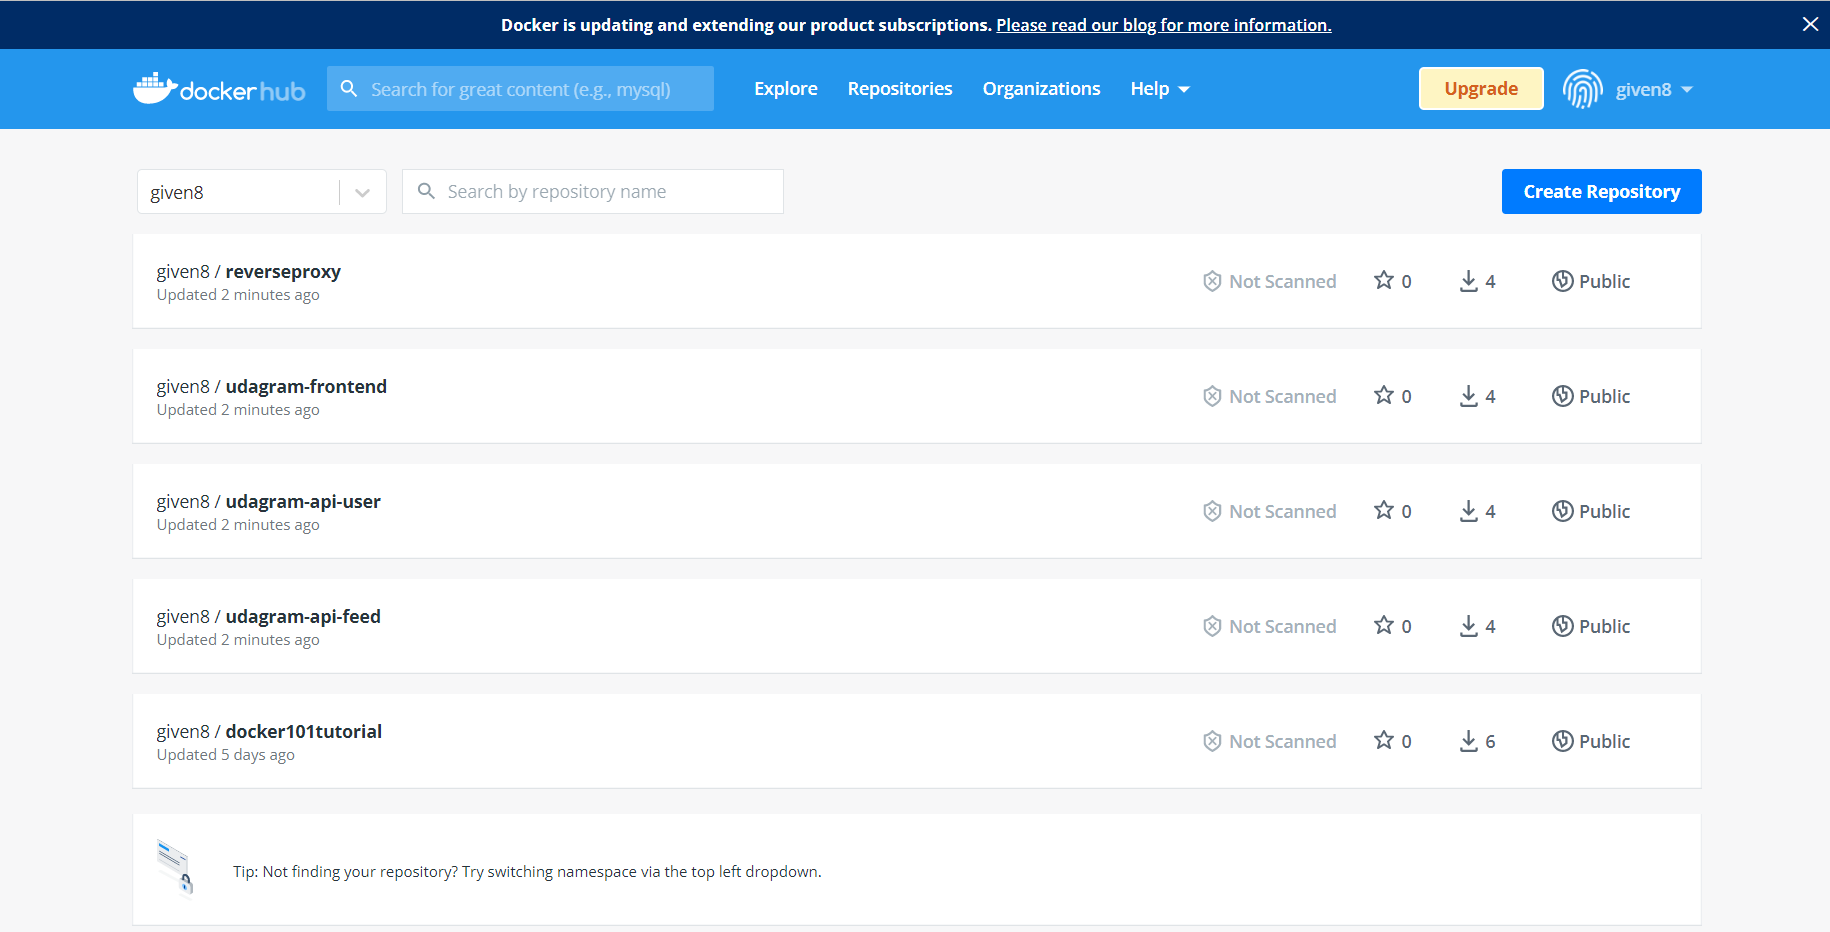 Docker is updating and extending our product subscriptions. Please read our blog for more information.
docker hub
Search for great content (e.g., mysql)
Explore
Repositories
Organizations
Help
Upgrade
given8
given8
Search by repository name
Create Repository
given8 / reverseproxy
Updated 2 minutes ago
Not Scanned
0
4
Public
given8 / udagram-frontend
Updated 2 minutes ago
Not Scanned
0
4
Public
given8 / udagram-api-user
Updated 2 minutes ago
Not Scanned
0
4
Public
given8 / udagram-api-feed
Updated 2 minutes ago
Not Scanned
0
4
Public
given8 / docker101tutorial
Updated 5 days ago
Not Scanned
0
6
Public
Tip: Not finding your repository? Try switching namespace via the top left dropdown.